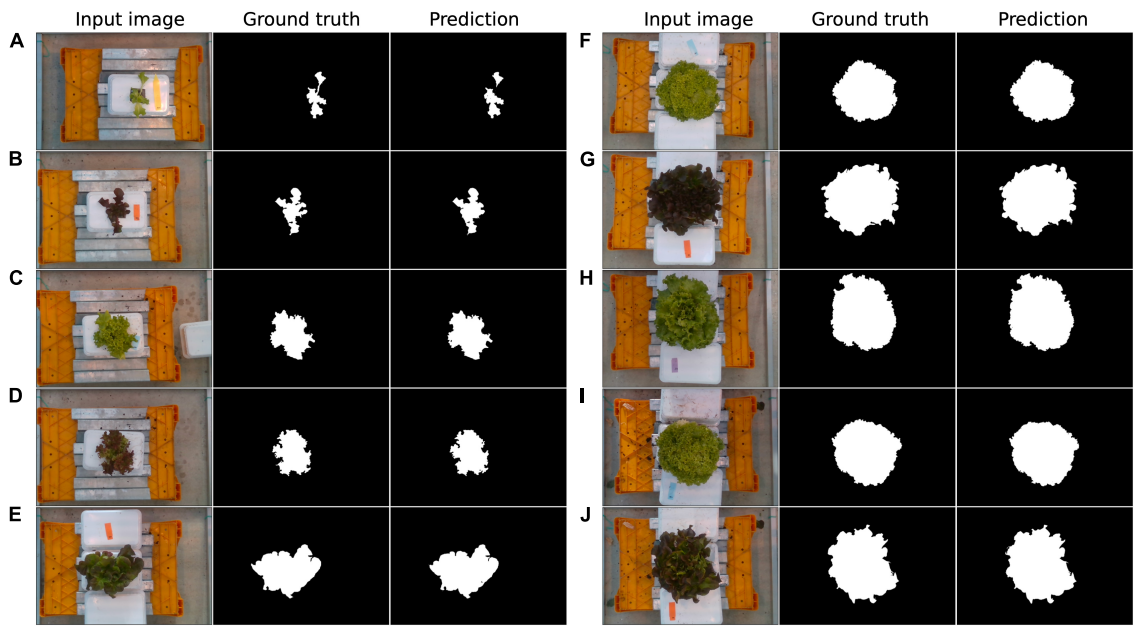 Input image Ground truth Prediction Input image Ground truth Prediction
A F
B G
C H
D I
E J